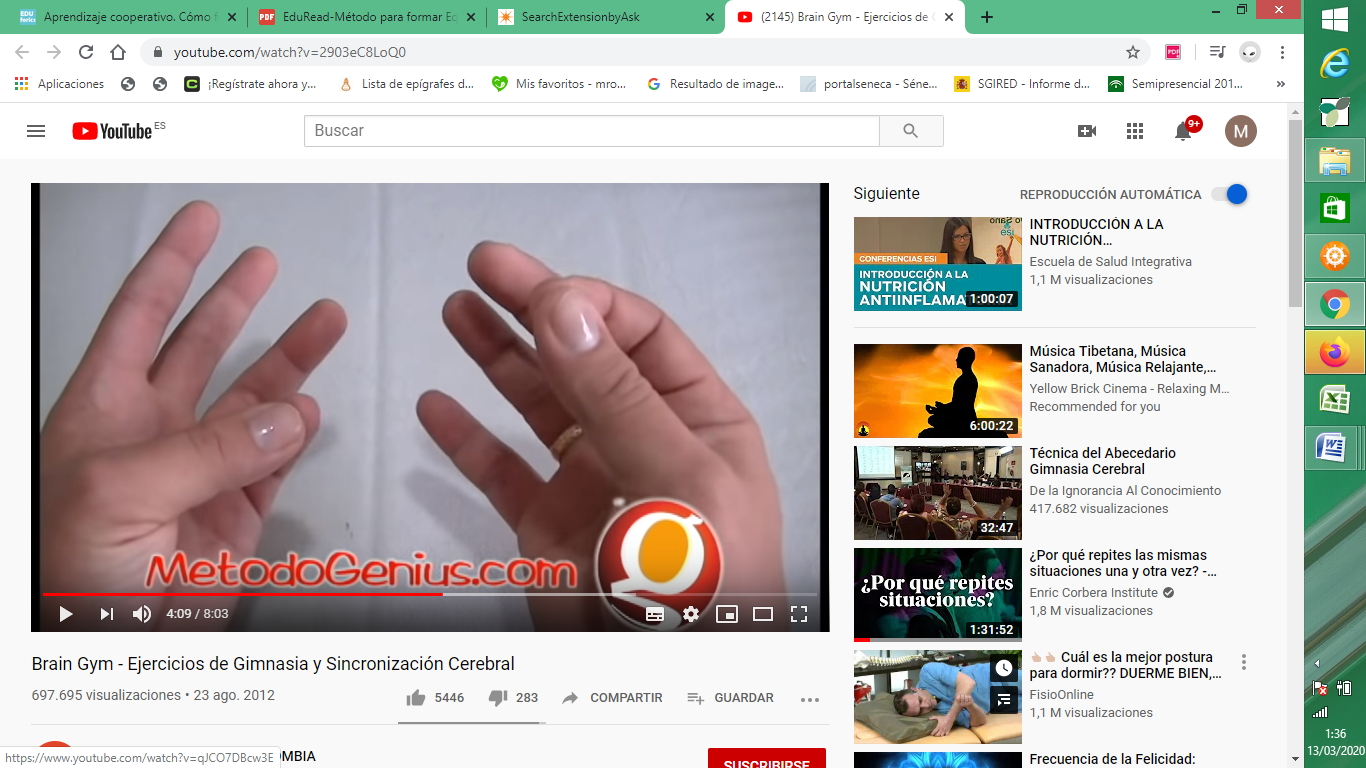 Aprendizaje cooperativo. Cómo f
EduRead-Método para formar Eq
SearchExtensionbyAsk
(2145) Brain Gym - Ejercicios de G
youtube.com/watch?v=2903eC8LoQ0
Aplicaciones
¡Regístrate ahora y...
Lista de epígrafes d...
Mis favoritos - mro...
Resultado de image...
portalseneca - Séne...
SGIRED - Informe d...
Semipresencial 201...
YouTube ES
Buscar
9+
M
MetodoGenius.com
4:09 / 8:03
Brain Gym - Ejercicios de Gimnasia y Sincronización Cerebral
697.695 visualizaciones • 23 ago. 2012
5446
283
COMPARTIR
GUARDAR
OMBIA
SUSCRIBIRSE
https://www.youtube.com/watch?v=qJCO7DBcw3E
Siguiente
REPRODUCCIÓN AUTOMÁTICA
CONFERENCIAS ESI
INTRODUCCIÓN A LA
NUTRICIÓN
ANTIINFLAMA
1:00:07
INTRODUCCIÓN A LA
NUTRICIÓN...
Escuela de Salud Integrativa
1,1 M visualizaciones
6:00:22
Música Tibetana, Música
Sanadora, Música Relajante,...
Yellow Brick Cinema - Relaxing M...
Recommended for you
32:47
Técnica del Abecedario
Gimnasia Cerebral
De la Ignorancia Al Conocimiento
417.682 visualizaciones
¿Por qué repites
situaciones?
1:31:52
¿Por qué repites las mismas
situaciones una y otra vez? -...
Enric Corbera Institute
1,8 M visualizaciones
Cuál es la mejor postura
para dormir?? DUERME BIEN,...
FisioOnline
1,1 M visualizaciones
Frecuencia de la Felicidad:
1:36
13/03/2020